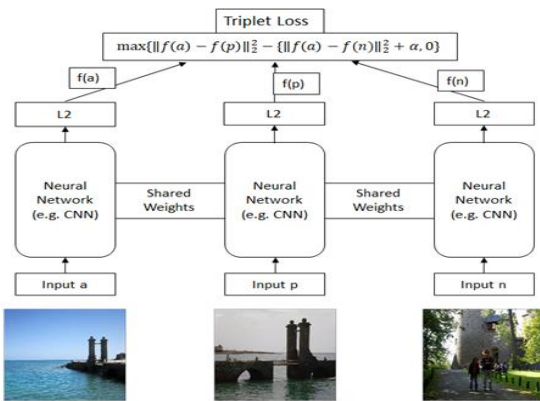 Triplet Loss
max{‖f(a) − f(p)‖₂² − {‖f(a) − f(n)‖₂² + α, 0}
f(a)
f(p)
f(n)
L2
L2
L2
Neural
Network
(e.g. CNN)
Shared
Weights
Neural
Network
(e.g. CNN)
Shared
Weights
Neural
Network
(e.g. CNN)
Input a
Input p
Input n